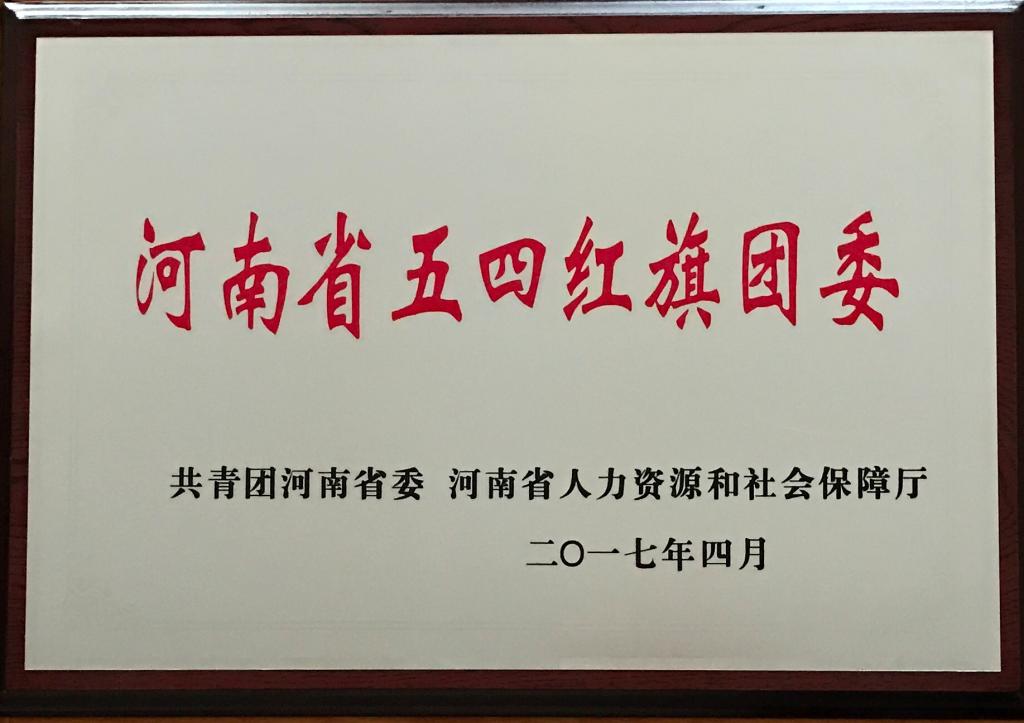 河南省五四红旗团委
共青团河南省委 河南省人力资源和社会保障厅
二〇一七年四月